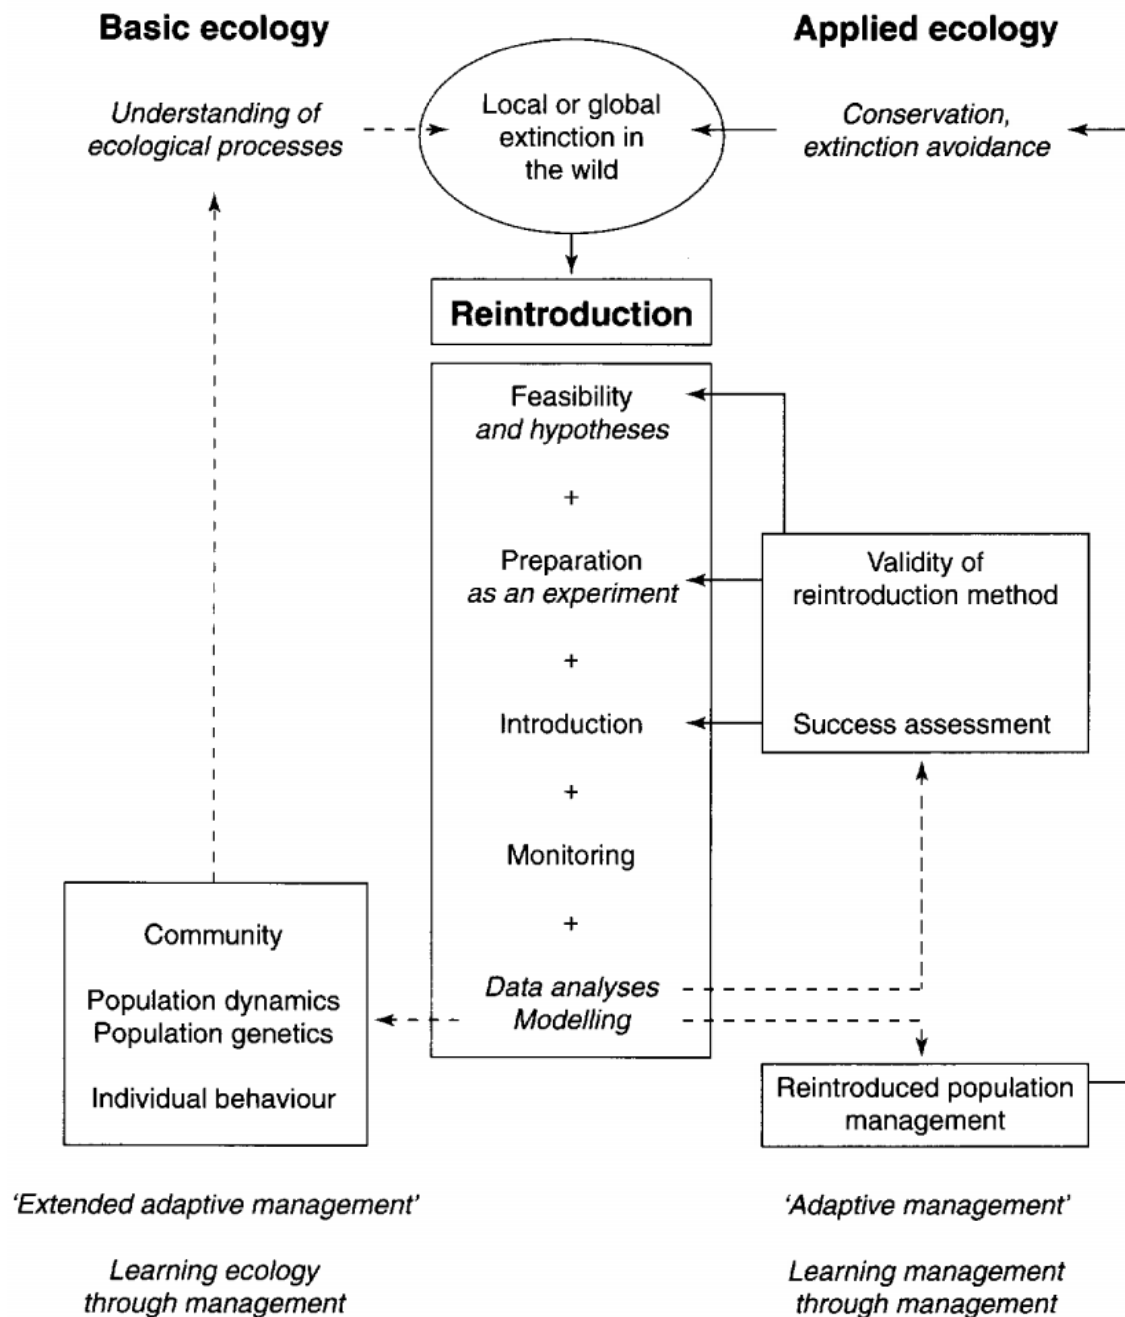 Basic ecology
Applied ecology
Understanding of
ecological processes
Local or global
extinction in
the wild
Conservation,
extinction avoidance
Reintroduction
Feasibility
and hypotheses
+
Preparation
as an experiment
+
Introduction
+
Monitoring
+
Data analyses
Modelling
Validity of
reintroduction method
Success assessment
Community
Population dynamics
Population genetics
Individual behaviour
Reintroduced population
management
‘Extended adaptive management’
Learning ecology
through management
‘Adaptive management’
Learning management
through management